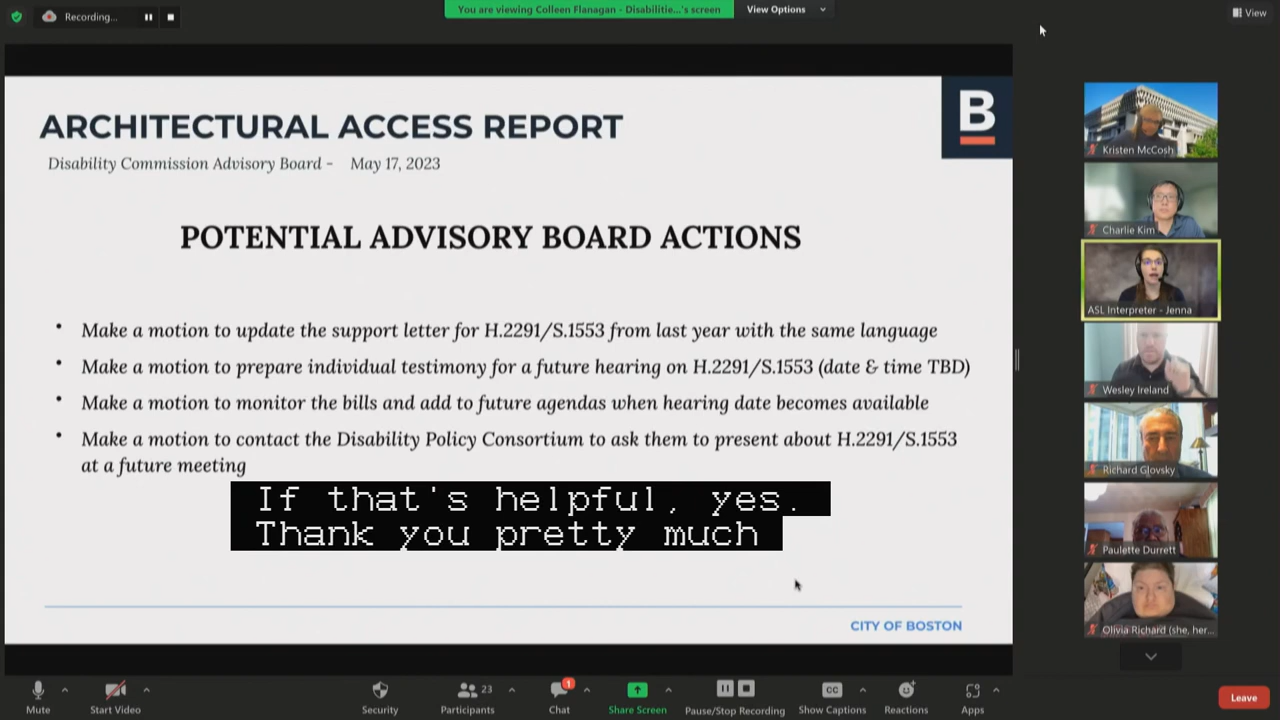 Recording...
You are viewing Colleen Flanagan - Disabilitie...'s screen
View Options
View
ARCHITECTURAL ACCESS REPORT
Disability Commission Advisory Board - May 17, 2023
B
POTENTIAL ADVISORY BOARD ACTIONS
• Make a motion to update the support letter for H.2291/S.1553 from last year with the same language
• Make a motion to prepare individual testimony for a future hearing on H.2291/S.1553 (date & time TBD)
• Make a motion to monitor the bills and add to future agendas when hearing date becomes available
• Make a motion to contact the Disability Policy Consortium to ask them to present about H.2291/S.1553
at a future meeting
If that's helpful, yes.
Thank you pretty much
CITY OF BOSTON
Kristen McCosh
Charlie Kim
ASL Interpreter - Jenna
Wesley Ireland
Richard Glovsky
Paulette Durrett
Olivia Richard (she, her...
Mute
Start Video
Security
23
Participants
1
Chat
Share Screen
Pause/Stop Recording
CC
Show Captions
Reactions
Apps
Leave